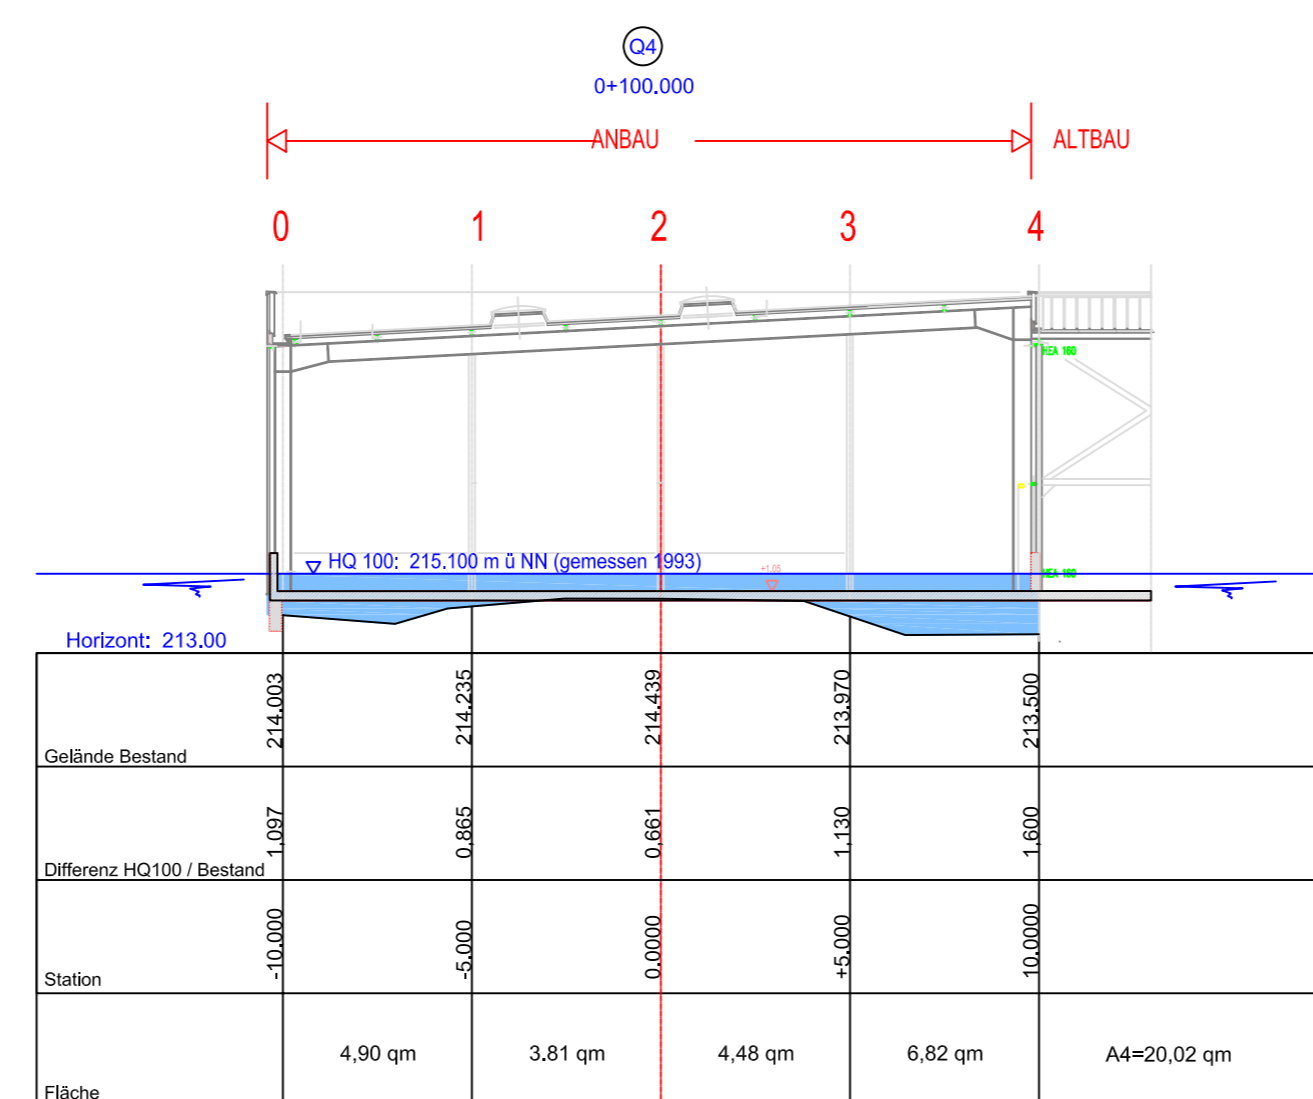 Q4
0+100.000
ANBAU
ALTBAU
0 1 2 3 4
HEA 160
HQ 100: 215.100 m ü NN (gemessen 1993)
+1,05
HEA 160
Horizont: 213.00
Gelände Bestand 214.003 214.235 214.439 213.970 213.500
Differenz HQ100 / Bestand 1,097 0,865 0,661 1,130 1,600
Station -10.000 -5.000 0.0000 +5.000 10.0000
Fläche 4,90 qm 3.81 qm 4,48 qm 6,82 qm A4=20,02 qm